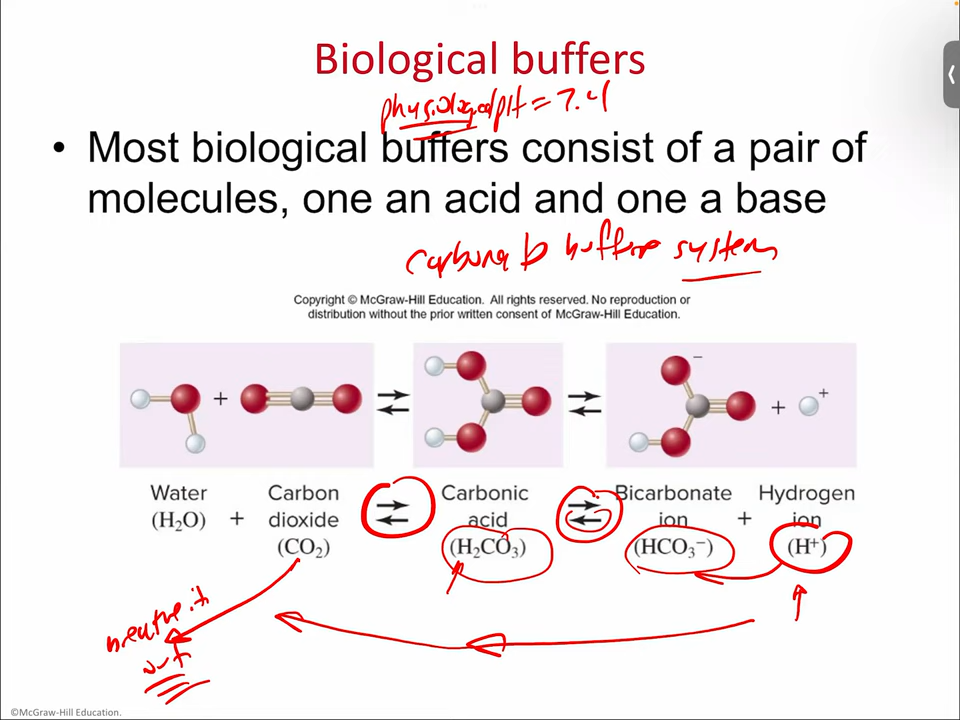 Biological buffers
physiological pH = 7.4
• Most biological buffers consist of a pair of
molecules, one an acid and one a base
buffer system
Copyright © McGraw-Hill Education. All rights reserved. No reproduction or
distribution without the prior written consent of McGraw-Hill Education.
+ − + +
Water Carbon Carbonic Bicarbonate Hydrogen
(H₂O) + dioxide acid ion + ion
(CO₂) (H₂CO₃) (HCO₃⁻) (H⁺)
it
out
©McGraw-Hill Education.